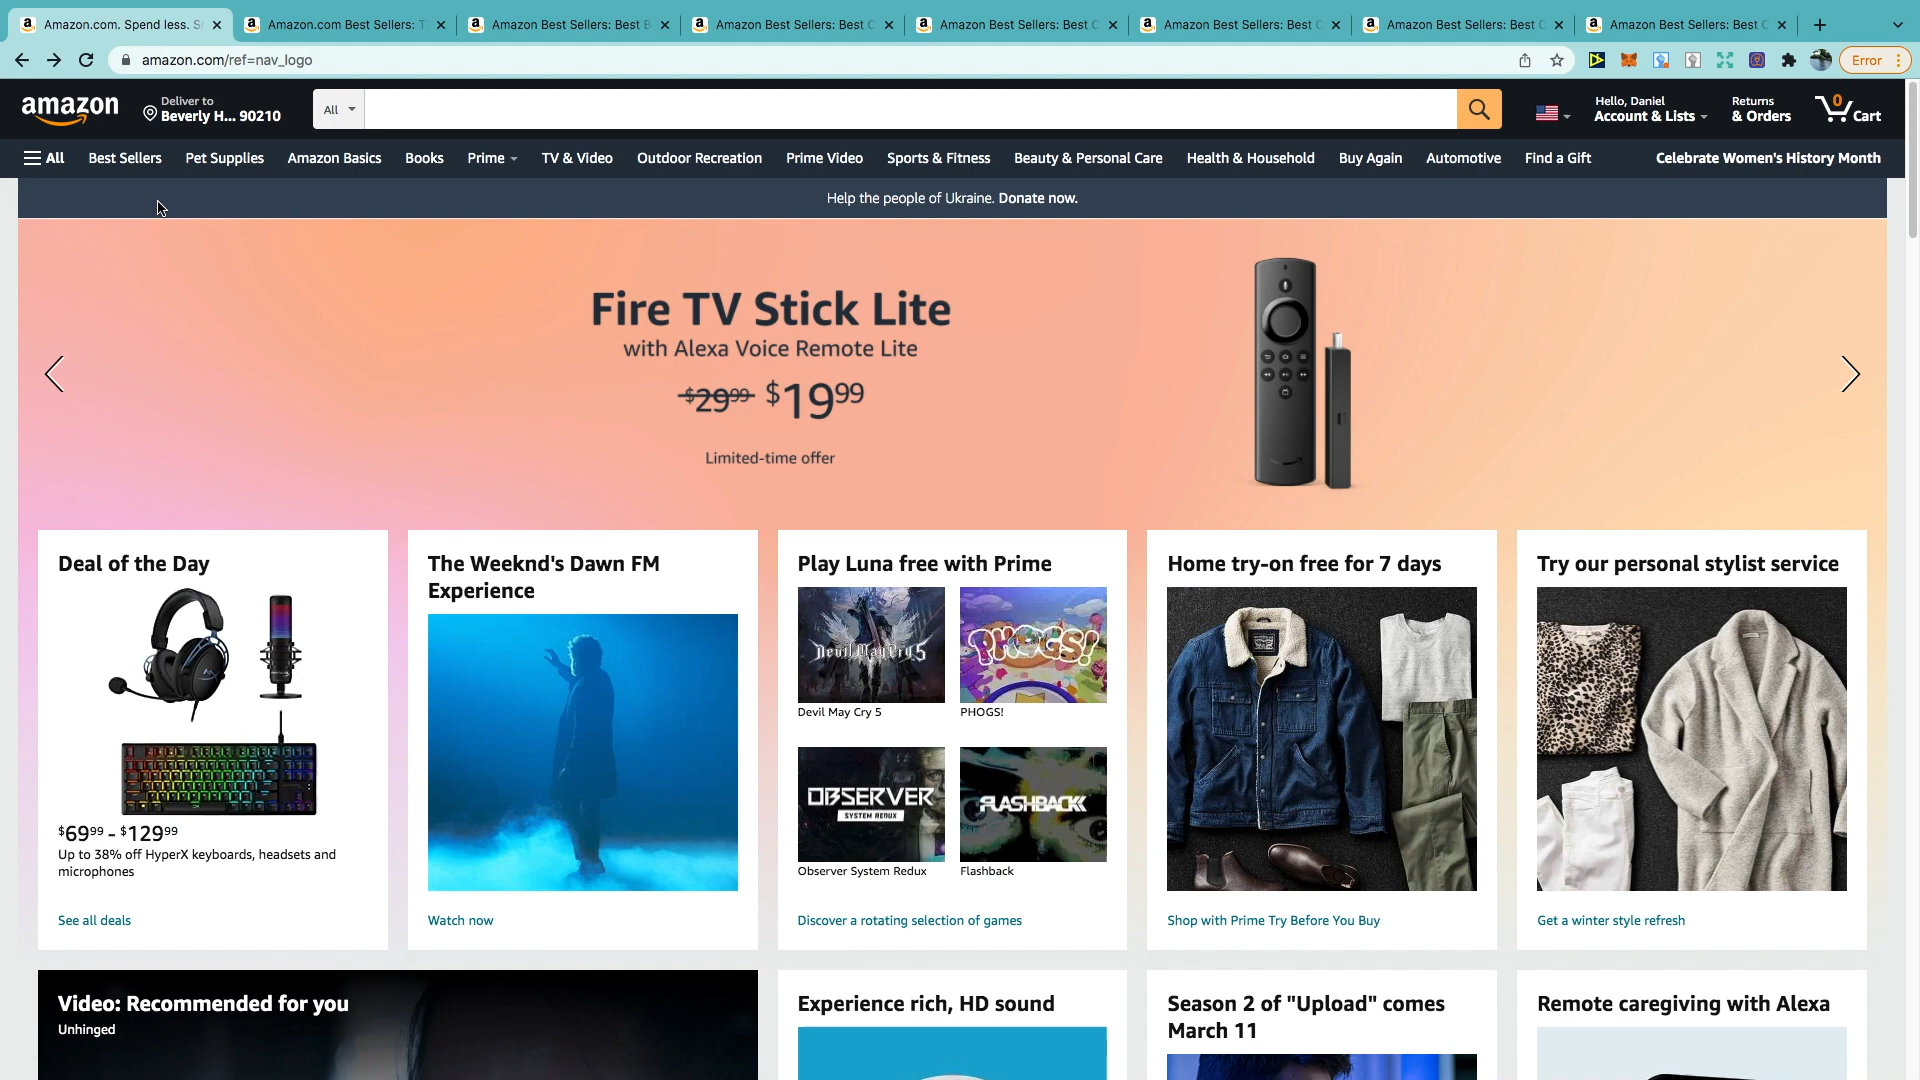 Amazon.com. Spend less. S
Amazon.com Best Sellers: T
Amazon Best Sellers: Best B
Amazon Best Sellers: Best C
Amazon Best Sellers: Best C
Amazon Best Sellers: Best C
Amazon Best Sellers: Best C
Amazon Best Sellers: Best C
amazon.com/ref=nav_logo
Error
amazon
Deliver to
Beverly H... 90210
All
Hello, Daniel
Account & Lists
Returns
& Orders
0
Cart
All
Best Sellers
Pet Supplies
Amazon Basics
Books
Prime
TV & Video
Outdoor Recreation
Prime Video
Sports & Fitness
Beauty & Personal Care
Health & Household
Buy Again
Automotive
Find a Gift
Celebrate Women's History Month
Help the people of Ukraine. Donate now.
Fire TV Stick Lite
with Alexa Voice Remote Lite
$29.99 $19.99
Limited-time offer
Deal of the Day
$69.99 - $129.99
Up to 38% off HyperX keyboards, headsets and
microphones
See all deals
The Weeknd's Dawn FM
Experience
Watch now
Play Luna free with Prime
Devil May Cry 5
PHOGS!
Devil May Cry 5
PHOGS!
OBSERVER
SYSTEM REDUX
FLASHBACK
Observer System Redux
Flashback
Discover a rotating selection of games
Home try-on free for 7 days
Shop with Prime Try Before You Buy
Try our personal stylist service
Get a winter style refresh
Video: Recommended for you
Unhinged
Experience rich, HD sound
Season 2 of "Upload" comes
March 11
Remote caregiving with Alexa